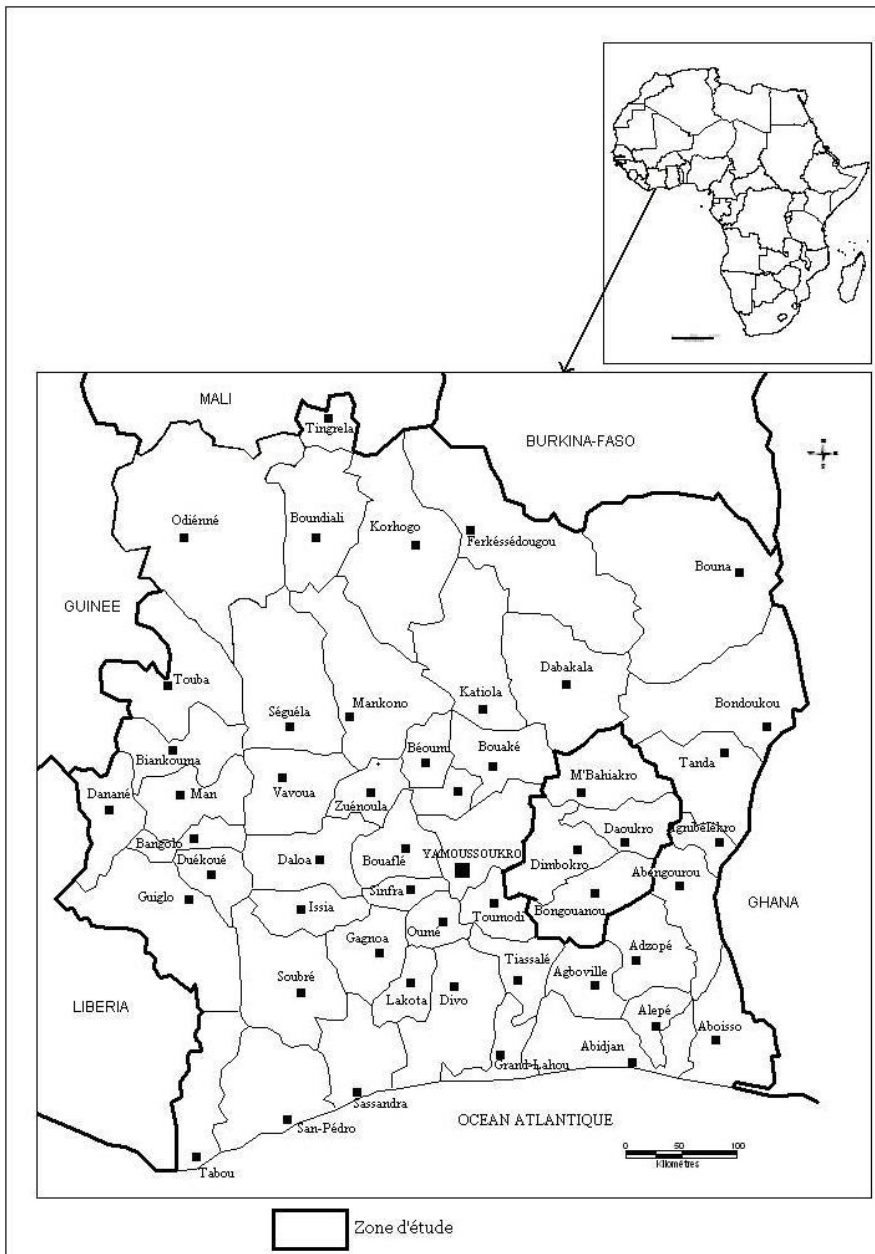 MALI
Tingrela
BURKINA-FASO
Odiénné
Boundiali
Korhogo
Ferkéssédougou
Bouna
GUINEE
Touba
Dabakala
Séguéla
Mankono
Katiola
Bondoukou
Biankouma
Béoumi
Bouaké
Tanda
Danané
Man
Vavoua
Zuénoula
M'Bahiakro
Bangolo
Daoukro
Agnibélékro
Duékoué
Daloa
Bouaflé
YAMOUSSOUKRO
Dimbokro
Abengourou
Guiglo
Sinfra
Issia
Toumodi
Bongouanou
GHANA
Oumé
Gagnoa
Tiassalé
Adzopé
Soubré
Agboville
LIBERIA
Lakota
Divo
Alepé
Aboisso
Grand-Lahou
Abidjan
Sassandra
OCEAN ATLANTIQUE
San-Pédro
0 50 100
Kilométres
Tabou
Zone d'étude